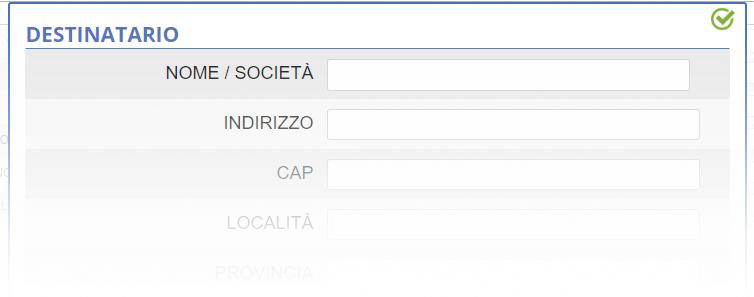 DESTINATARIO
NOME / SOCIETÀ
INDIRIZZO
CAP
LOCALITÀ
PROVINCIA